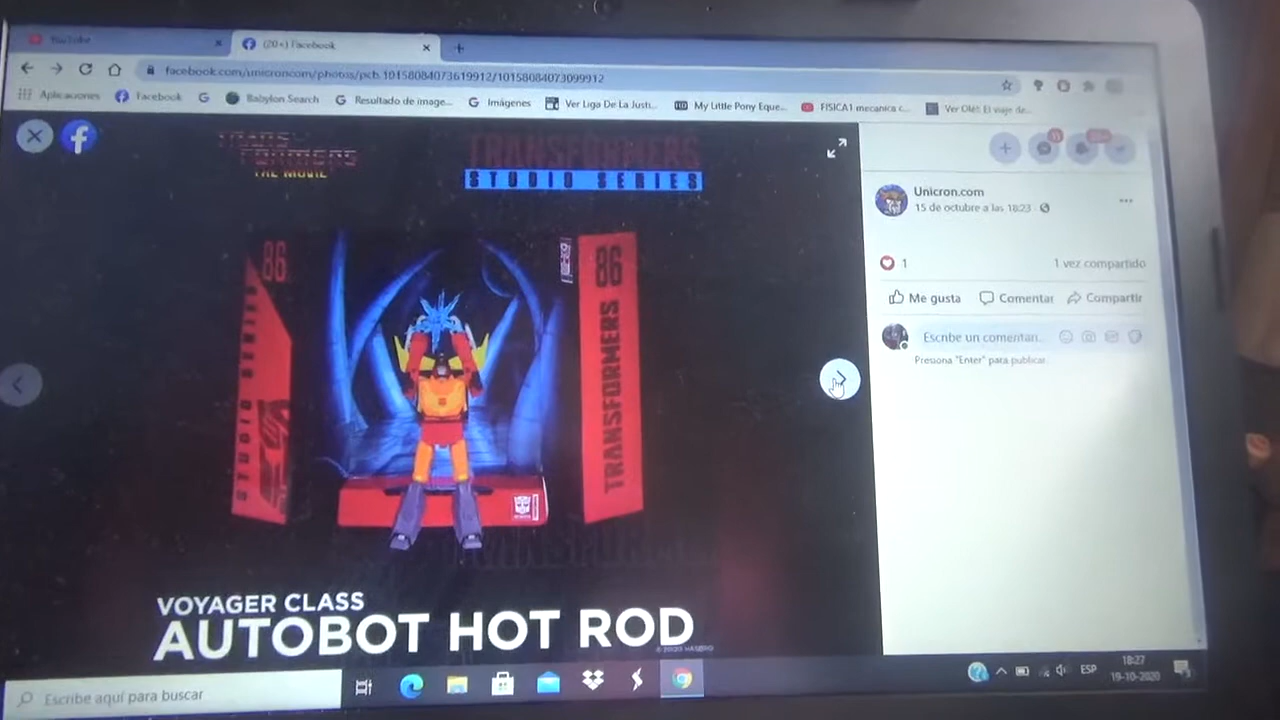 YouTube
(20+) Facebook
facebook.com/unicroncom/photos/pcb.10158084073619912/10158084073099912
Aplicaciones
Facebook
Babylon Search
Resultado de image...
Imágenes
Ver Liga De La Justi...
My Little Pony Eque...
FISICA1 mecanica c...
Ver Olé! El viaje de...
TRANSFORMERS
THE MOVIE
TRANSFORMERS
STUDIO SERIES
86
STUDIO SERIES
86
TRANSFORMERS
VOYAGER CLASS
AUTOBOT HOT ROD
© 2020 HASBRO
Unicron.com
15 de octubre a las 18:23
1
1 vez compartido
Me gusta
Comentar
Compartir
Escribe un comentari...
Presiona "Enter" para publicar.
Escribe aquí para buscar
ESP
18:27
19-10-2020